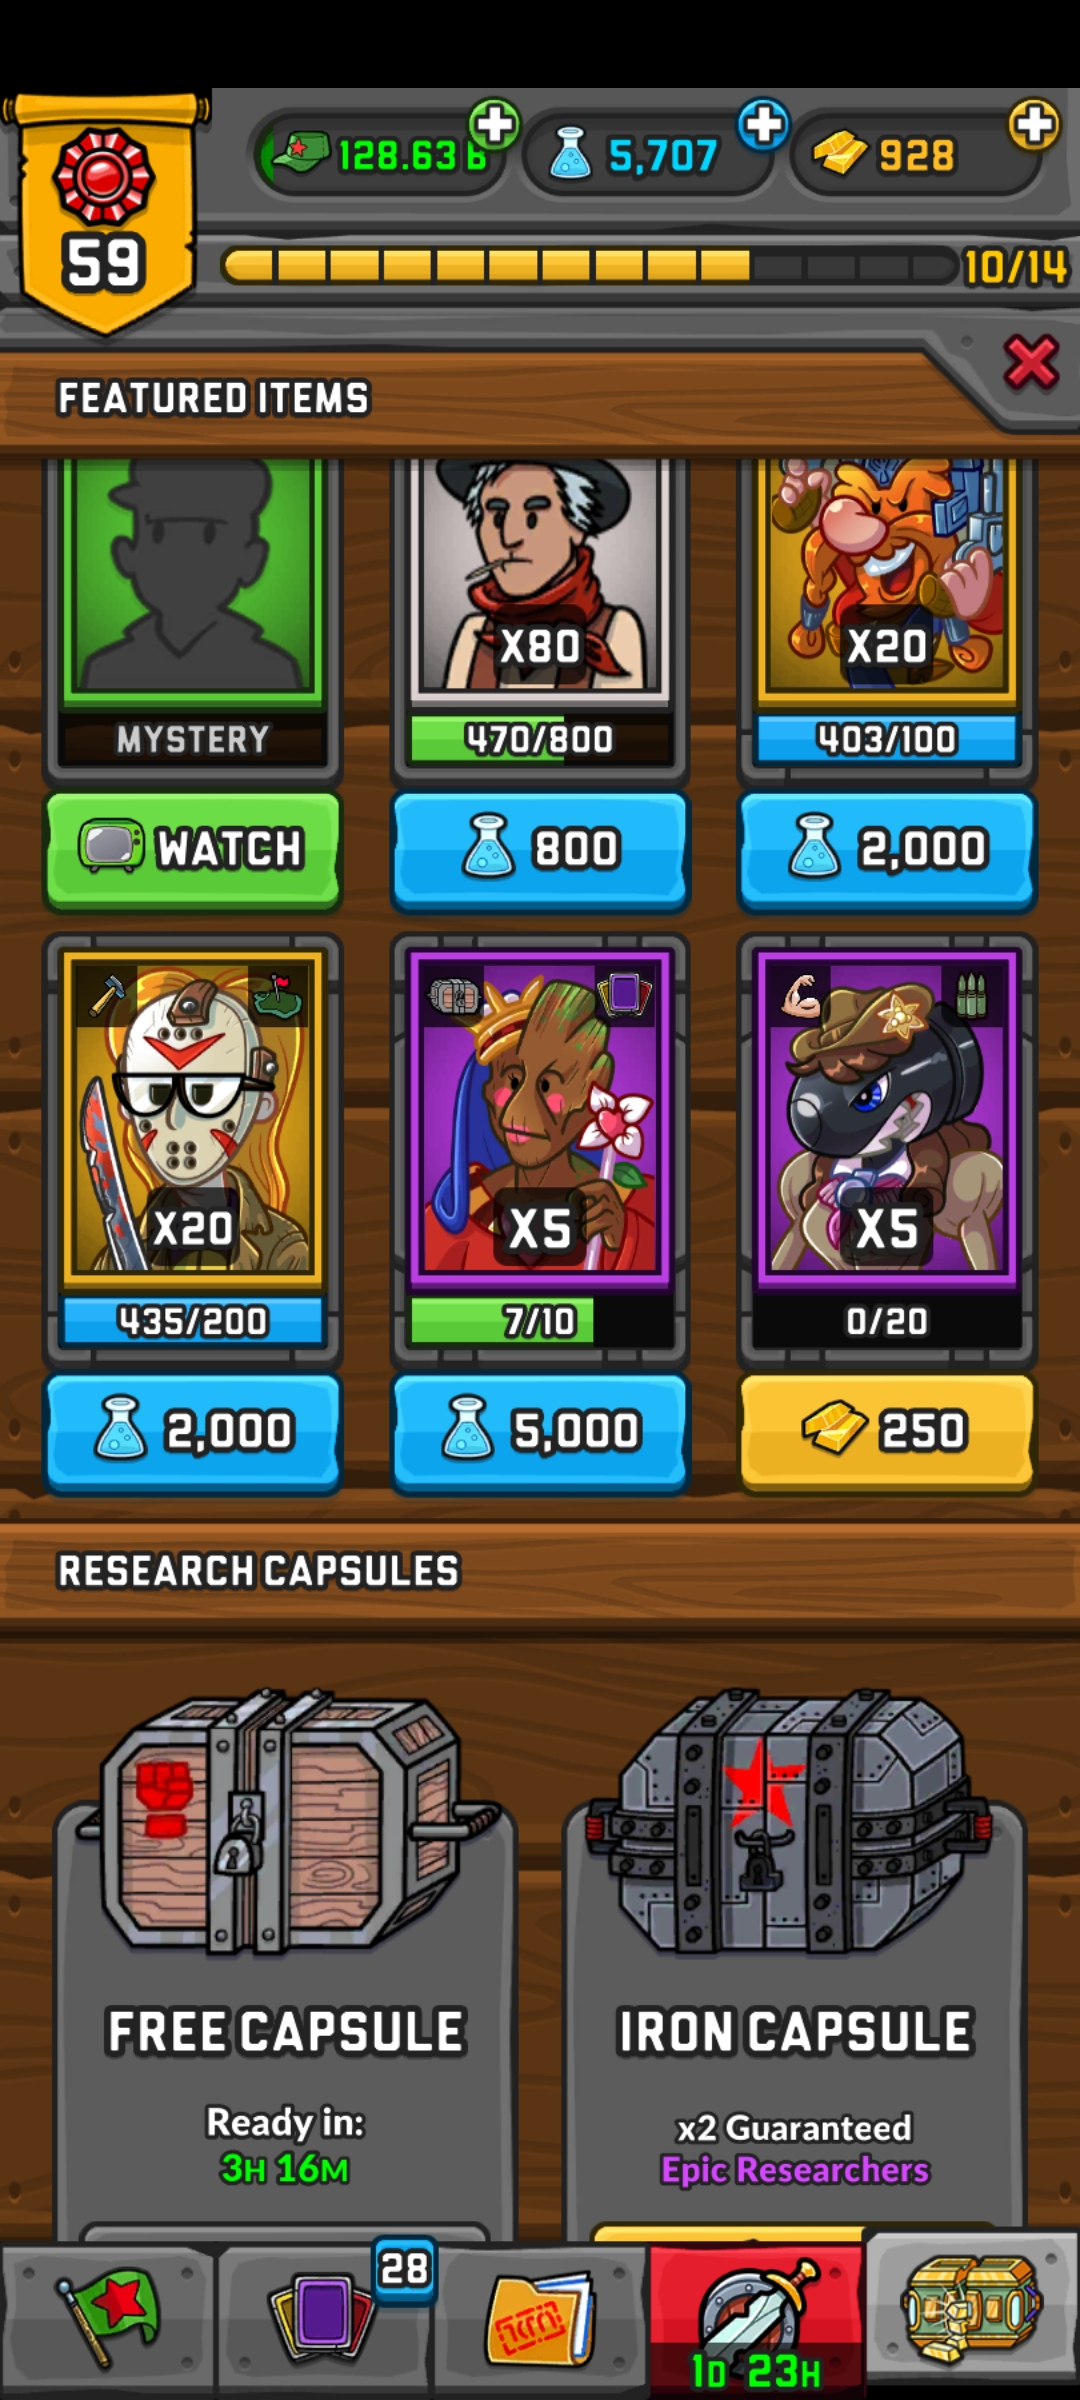 128.63 B
5,707
928
59
10/14
FEATURED ITEMS
X80
X20
MYSTERY
470/800
403/100
WATCH
800
2,000
X20
X5
X5
435/200
7/10
0/20
2,000
5,000
250
RESEARCH CAPSULES
FREE CAPSULE
IRON CAPSULE
Ready in:
3H 16M
x2 Guaranteed
Epic Researchers
28
1D 23H